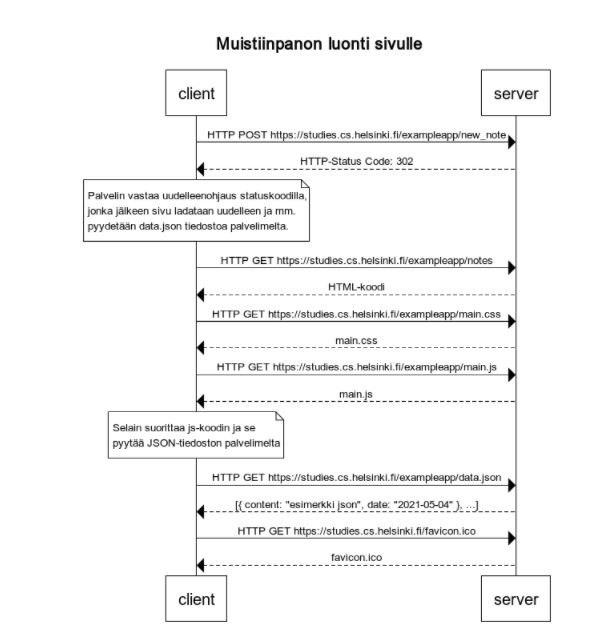 Muistiinpanon luonti sivulle
client
server
HTTP POST https://studies.cs.helsinki.fi/exampleapp/new_note
HTTP-Status Code: 302
Palvelin vastaa uudelleenohjaus statuskoodilla,
jonka jälkeen sivu ladataan uudelleen ja mm.
pyydetään data.json tiedostoa palvelimelta.
HTTP GET https://studies.cs.helsinki.fi/exampleapp/notes
HTML-koodi
HTTP GET https://studies.cs.helsinki.fi/exampleapp/main.css
main.css
HTTP GET https://studies.cs.helsinki.fi/exampleapp/main.js
main.js
Selain suorittaa js-koodin ja se
pyytää JSON-tiedoston palvelimelta
HTTP GET https://studies.cs.helsinki.fi/exampleapp/data.json
[{ content: "esimerkki json", date: "2021-05-04" }, ...]
HTTP GET https://studies.cs.helsinki.fi/favicon.ico
favicon.ico
client
server